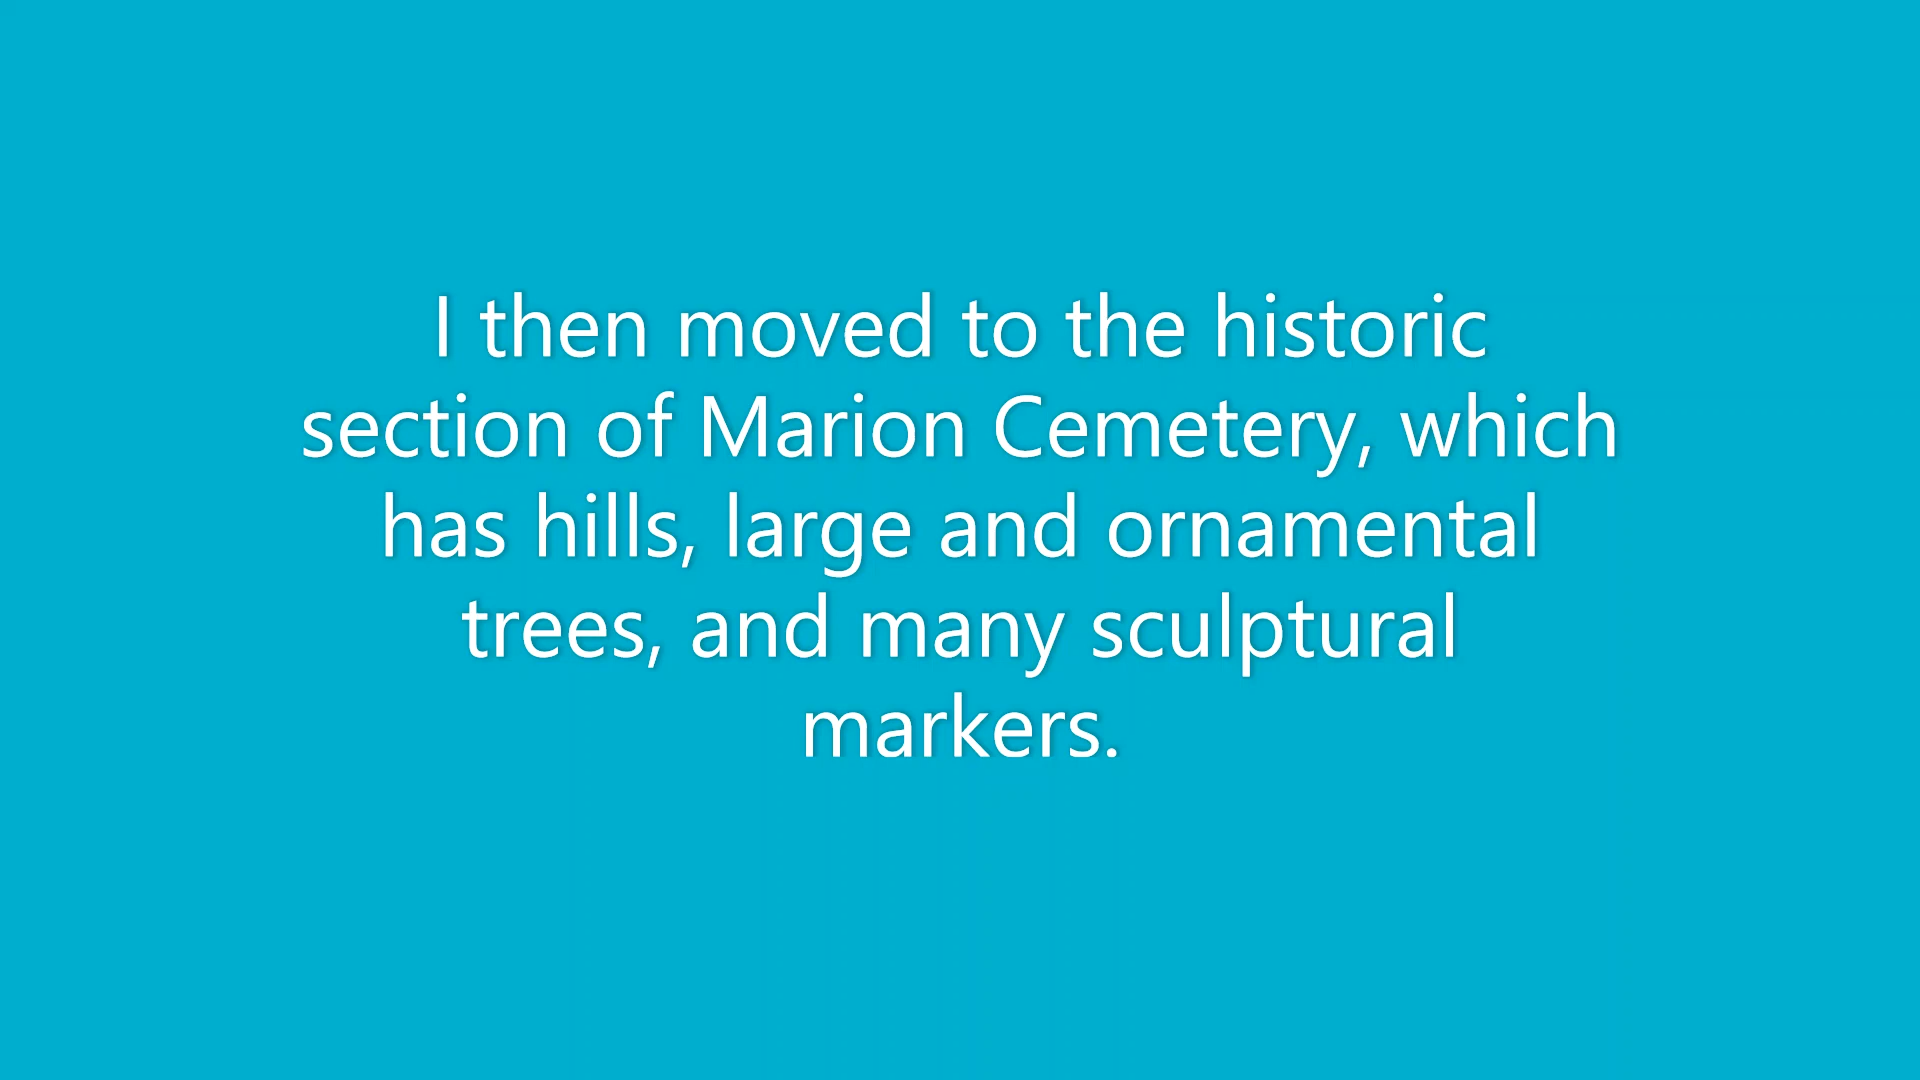 I then moved to the historic
section of Marion Cemetery, which
has hills, large and ornamental
trees, and many sculptural
markers.